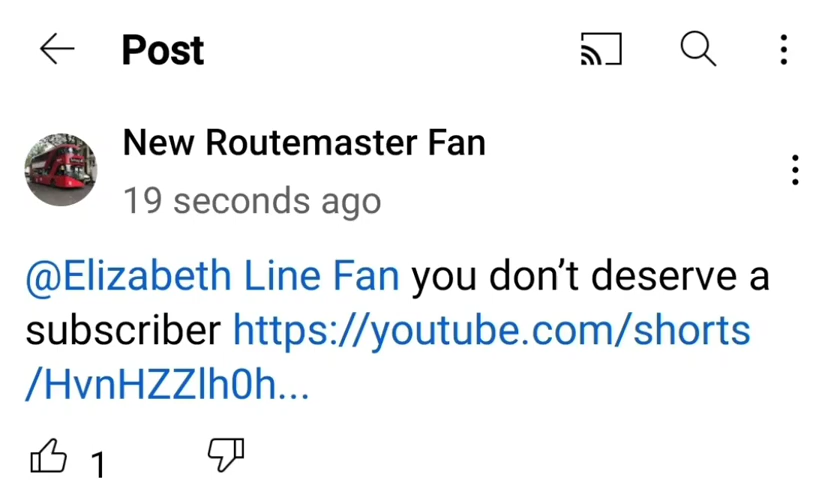 Post
New Routemaster Fan
19 seconds ago
@Elizabeth Line Fan you don't deserve a
subscriber https://youtube.com/shorts
/HvnHZZlh0h...
1